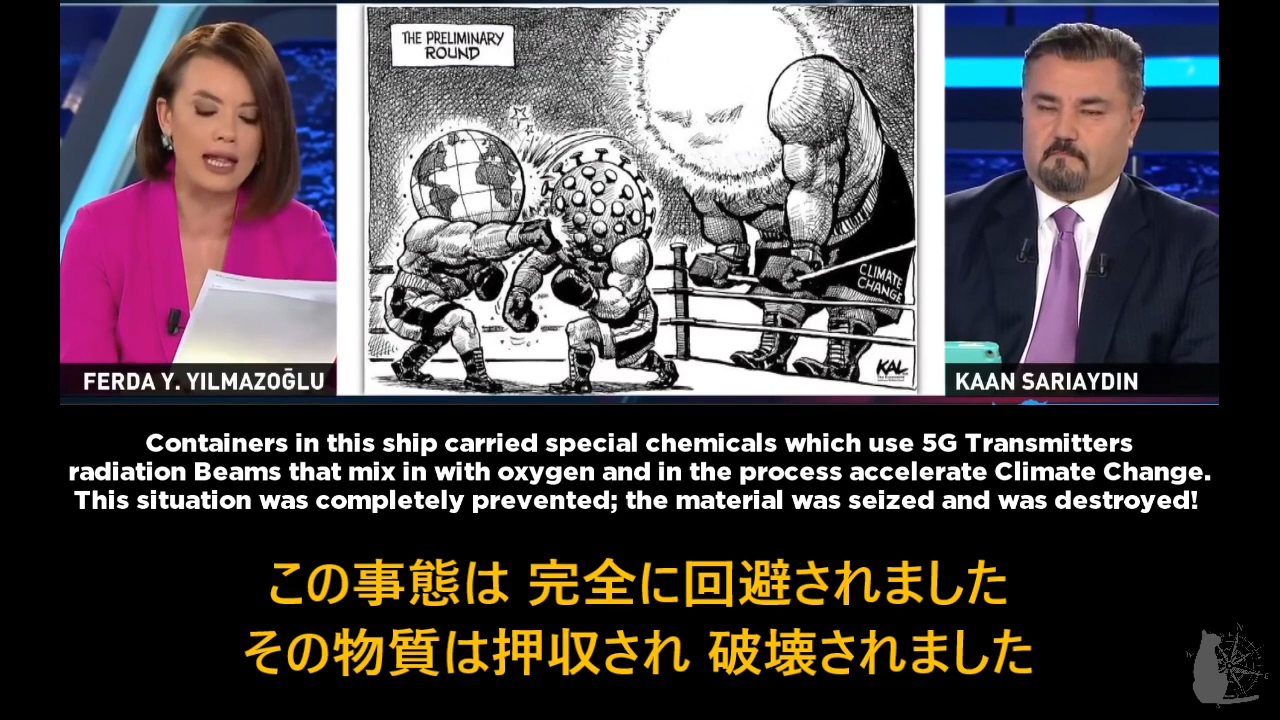 THE PRELIMINARY
ROUND
CLIMATE
CHANGE
KAL
FERDA Y. YILMAZOĞLU
KAAN SARIAYDIN
Containers in this ship carried special chemicals which use 5G Transmitters
radiation Beams that mix in with oxygen and in the process accelerate Climate Change.
This situation was completely prevented; the material was seized and was destroyed!
この事態は 完全に回避されました
その物質は押収され 破壊されました